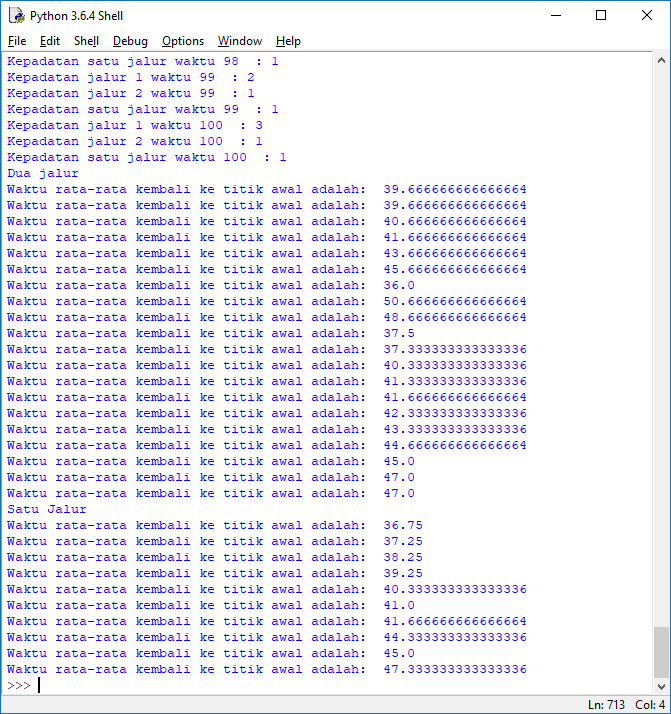 Python 3.6.4 Shell
File Edit Shell Debug Options Window Help
Kepadatan satu jalur waktu 98  : 1
Kepadatan jalur 1 waktu 99  : 2
Kepadatan jalur 2 waktu 99  : 1
Kepadatan satu jalur waktu 99  : 1
Kepadatan jalur 1 waktu 100  : 3
Kepadatan jalur 2 waktu 100  : 1
Kepadatan satu jalur waktu 100  : 1
Dua jalur
Waktu rata-rata kembali ke titik awal adalah:  39.666666666666664
Waktu rata-rata kembali ke titik awal adalah:  39.666666666666664
Waktu rata-rata kembali ke titik awal adalah:  40.666666666666664
Waktu rata-rata kembali ke titik awal adalah:  41.666666666666664
Waktu rata-rata kembali ke titik awal adalah:  43.666666666666664
Waktu rata-rata kembali ke titik awal adalah:  45.666666666666664
Waktu rata-rata kembali ke titik awal adalah:  36.0
Waktu rata-rata kembali ke titik awal adalah:  50.666666666666664
Waktu rata-rata kembali ke titik awal adalah:  48.666666666666664
Waktu rata-rata kembali ke titik awal adalah:  37.5
Waktu rata-rata kembali ke titik awal adalah:  37.333333333333336
Waktu rata-rata kembali ke titik awal adalah:  40.333333333333336
Waktu rata-rata kembali ke titik awal adalah:  41.333333333333336
Waktu rata-rata kembali ke titik awal adalah:  41.666666666666664
Waktu rata-rata kembali ke titik awal adalah:  42.333333333333336
Waktu rata-rata kembali ke titik awal adalah:  43.333333333333336
Waktu rata-rata kembali ke titik awal adalah:  44.666666666666664
Waktu rata-rata kembali ke titik awal adalah:  45.0
Waktu rata-rata kembali ke titik awal adalah:  47.0
Waktu rata-rata kembali ke titik awal adalah:  47.0
Satu Jalur
Waktu rata-rata kembali ke titik awal adalah:  36.75
Waktu rata-rata kembali ke titik awal adalah:  37.25
Waktu rata-rata kembali ke titik awal adalah:  38.25
Waktu rata-rata kembali ke titik awal adalah:  39.25
Waktu rata-rata kembali ke titik awal adalah:  40.333333333333336
Waktu rata-rata kembali ke titik awal adalah:  41.0
Waktu rata-rata kembali ke titik awal adalah:  41.666666666666664
Waktu rata-rata kembali ke titik awal adalah:  44.333333333333336
Waktu rata-rata kembali ke titik awal adalah:  45.0
Waktu rata-rata kembali ke titik awal adalah:  47.333333333333336
>>>
Ln: 713 Col: 4